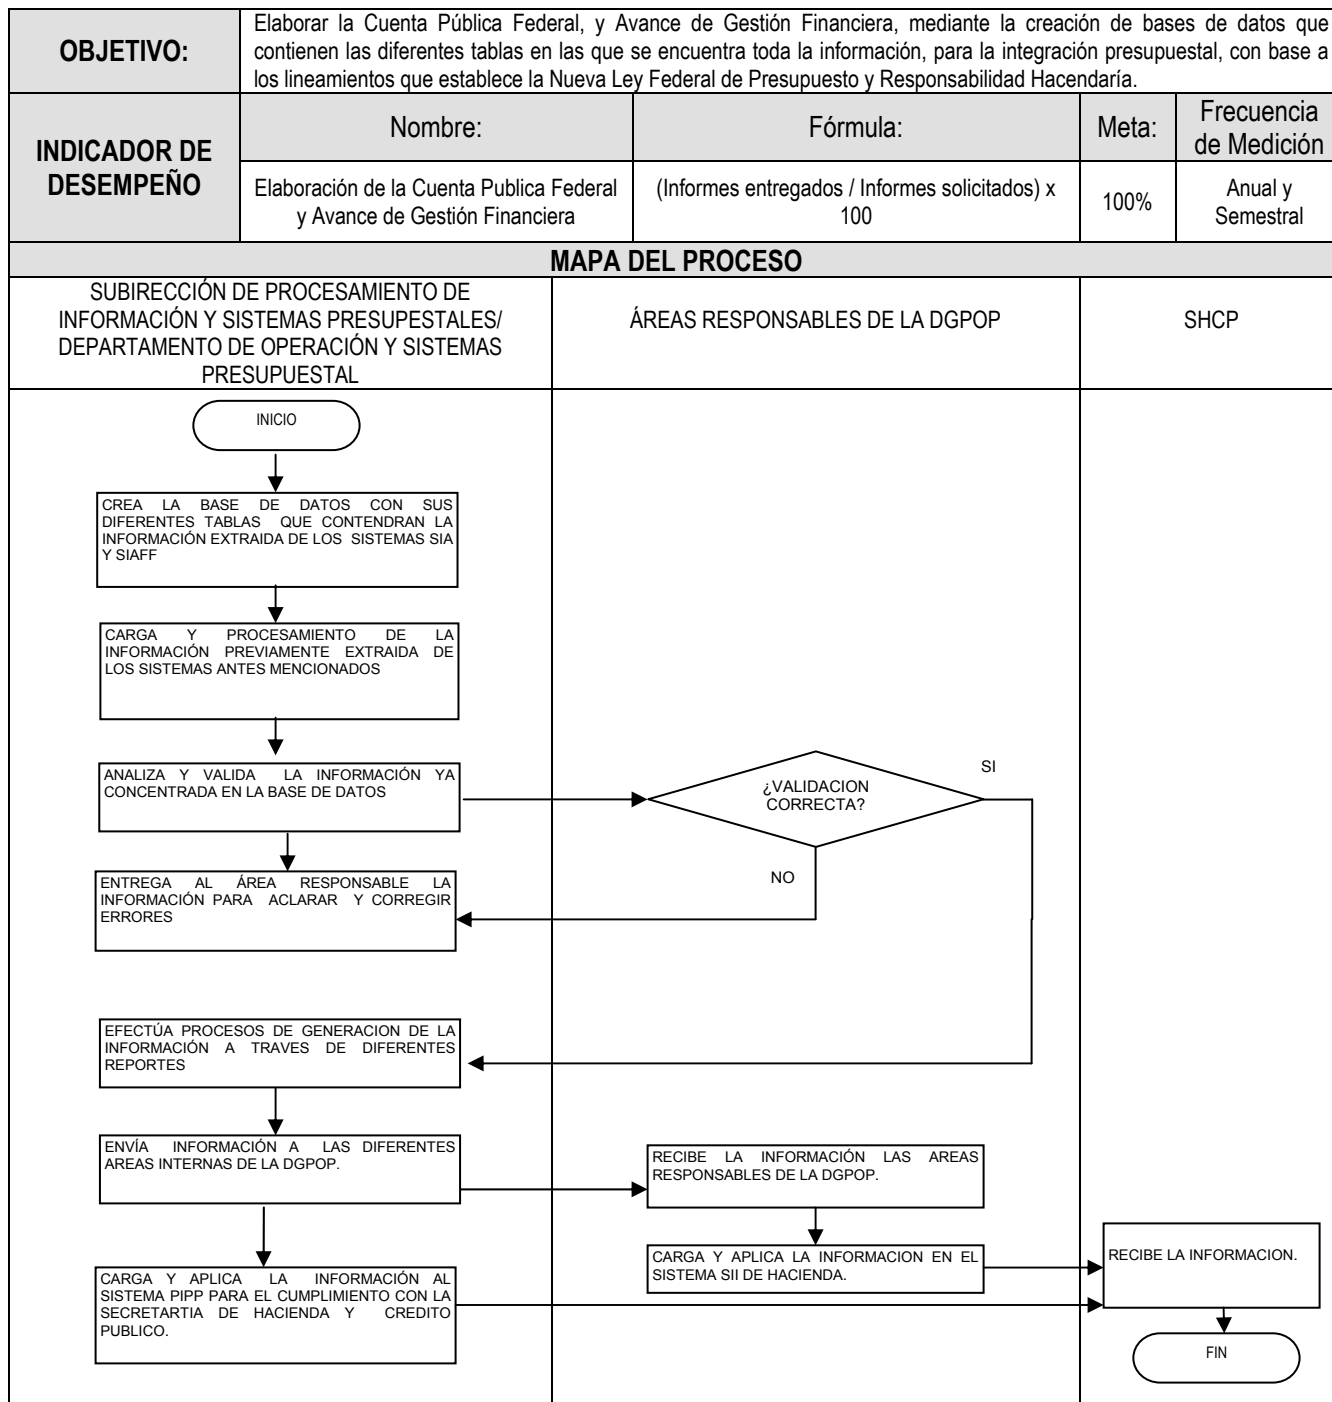 OBJETIVO:
Elaborar la Cuenta Pública Federal, y Avance de Gestión Financiera, mediante la creación de bases de datos que
contienen las diferentes tablas en las que se encuentra toda la información, para la integración presupuestal, con base a
los lineamientos que establece la Nueva Ley Federal de Presupuesto y Responsabilidad Hacendaría.
INDICADOR DE
DESEMPEÑO
Nombre:
Fórmula:
Meta:
Frecuencia
de Medición
Elaboración de la Cuenta Publica Federal
y Avance de Gestión Financiera
(Informes entregados / Informes solicitados) x
100
100%
Anual y
Semestral
MAPA DEL PROCESO
SUBIRECCIÓN DE PROCESAMIENTO DE
INFORMACIÓN Y SISTEMAS PRESUPESTALES/
DEPARTAMENTO DE OPERACIÓN Y SISTEMAS
PRESUPUESTAL
ÁREAS RESPONSABLES DE LA DGPOP
SHCP
INICIO
CREA LA BASE DE DATOS CON SUS
DIFERENTES TABLAS QUE CONTENDRAN LA
INFORMACIÓN EXTRAIDA DE LOS SISTEMAS SIA
Y SIAFF
CARGA Y PROCESAMIENTO DE LA
INFORMACIÓN PREVIAMENTE EXTRAIDA DE
LOS SISTEMAS ANTES MENCIONADOS
ANALIZA Y VALIDA LA INFORMACIÓN YA
CONCENTRADA EN LA BASE DE DATOS
¿VALIDACION
CORRECTA?
SI
NO
ENTREGA AL ÁREA RESPONSABLE LA
INFORMACIÓN PARA ACLARAR Y CORREGIR
ERRORES
EFECTÚA PROCESOS DE GENERACION DE LA
INFORMACIÓN A TRAVES DE DIFERENTES
REPORTES
ENVÍA INFORMACIÓN A LAS DIFERENTES
AREAS INTERNAS DE LA DGPOP.
RECIBE LA INFORMACIÓN LAS AREAS
RESPONSABLES DE LA DGPOP.
CARGA Y APLICA LA INFORMACION EN EL
SISTEMA SII DE HACIENDA.
RECIBE LA INFORMACION.
CARGA Y APLICA LA INFORMACIÓN AL
SISTEMA PIPP PARA EL CUMPLIMIENTO CON LA
SECRETARTIA DE HACIENDA Y CREDITO
PUBLICO.
FIN